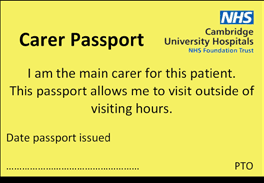 NHS
Carer Passport
Cambridge
University Hospitals
NHS Foundation Trust
I am the main carer for this patient.
This passport allows me to visit outside of
visiting hours.
Date passport issued
…………………………………………
PTO